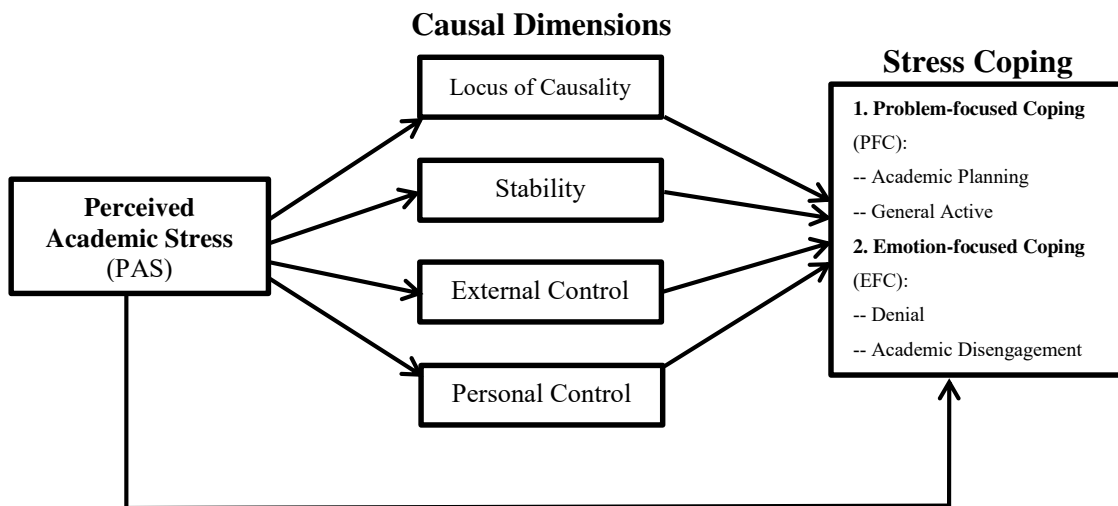 Causal Dimensions
Locus of Causality
Stability
External Control
Personal Control
Perceived
Academic Stress
(PAS)
Stress Coping
1. Problem-focused Coping
(PFC):
-- Academic Planning
-- General Active
2. Emotion-focused Coping
(EFC):
-- Denial
-- Academic Disengagement